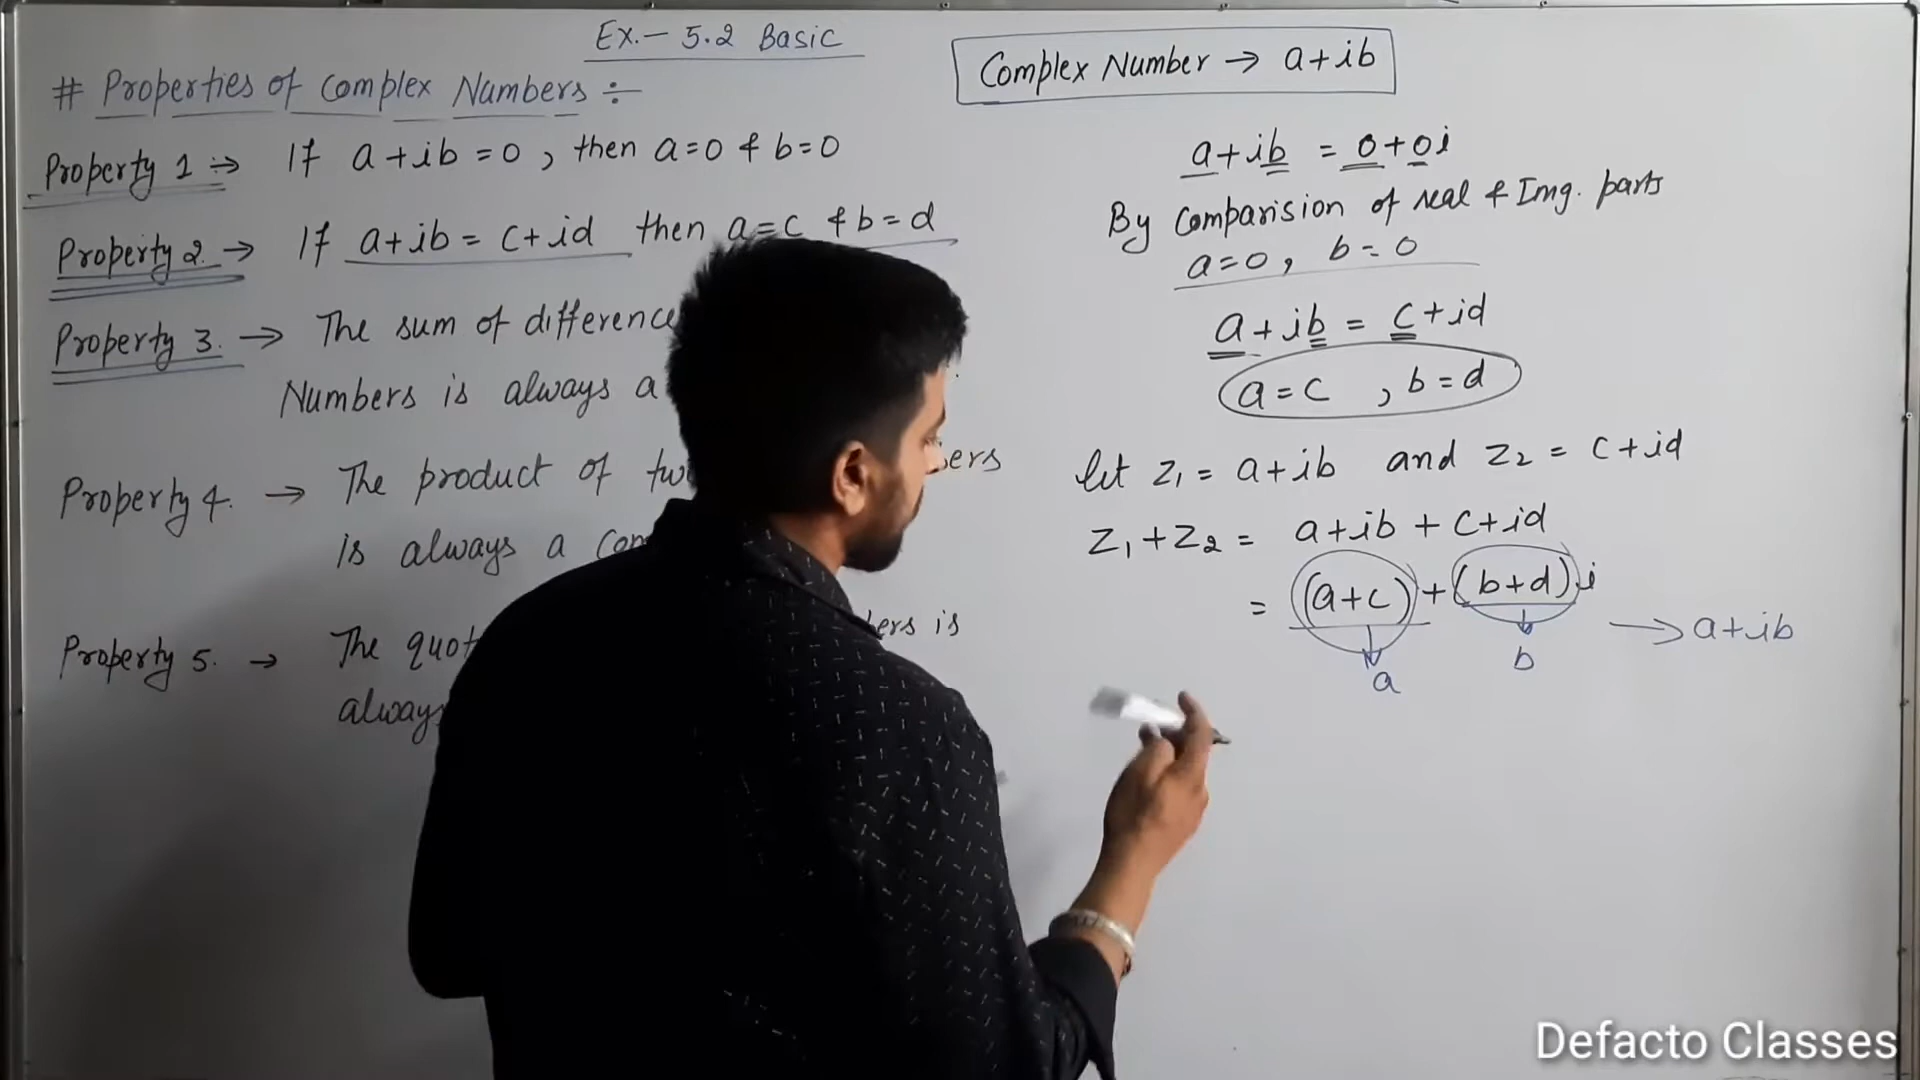 Ex.- 5.2 Basic
# Properties of Complex Numbers ÷
Property 1 ⇒ If a+ib=0, then a=0 & b=0
Property 2. → If a+ib = c+id then a=c & b=d
Property 3. → The sum of difference
Numbers is always a
Property 4. → The product of
is always a
Property 5. → The
is
always
Complex Number → a+ib
a+ib = 0+0i
By Comparision of real & Img. parts
a=0, b=0
a+ib = c+id
a=c , b=d
let z₁ = a+ib and z₂ = c+id
z₁+z₂ = a+ib + c+id
= (a+c)+(b+d)i
→ a+ib
a
b
Defacto Classes